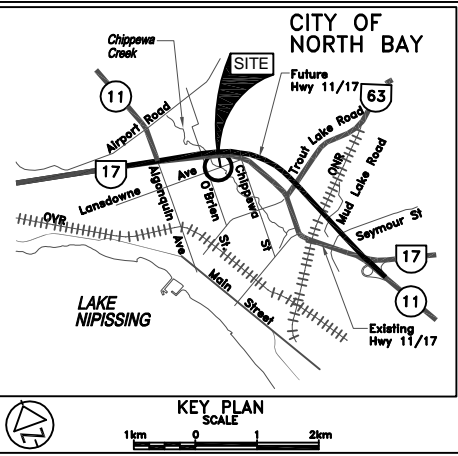 CITY OF
NORTH BAY
Chippewa
Creek
SITE
Future
Hwy 11/17
11
63
Airport Road
Trout Lake Road
ONR
Mud Lake Road
17
Lansdowne Ave
Algonquin Ave
O'Brien St.
Chippewa St
Seymour St
OVR
17
Main Street
11
LAKE
NIPISSING
Existing
Hwy 11/17
KEY PLAN
SCALE
1km 0 1 2km